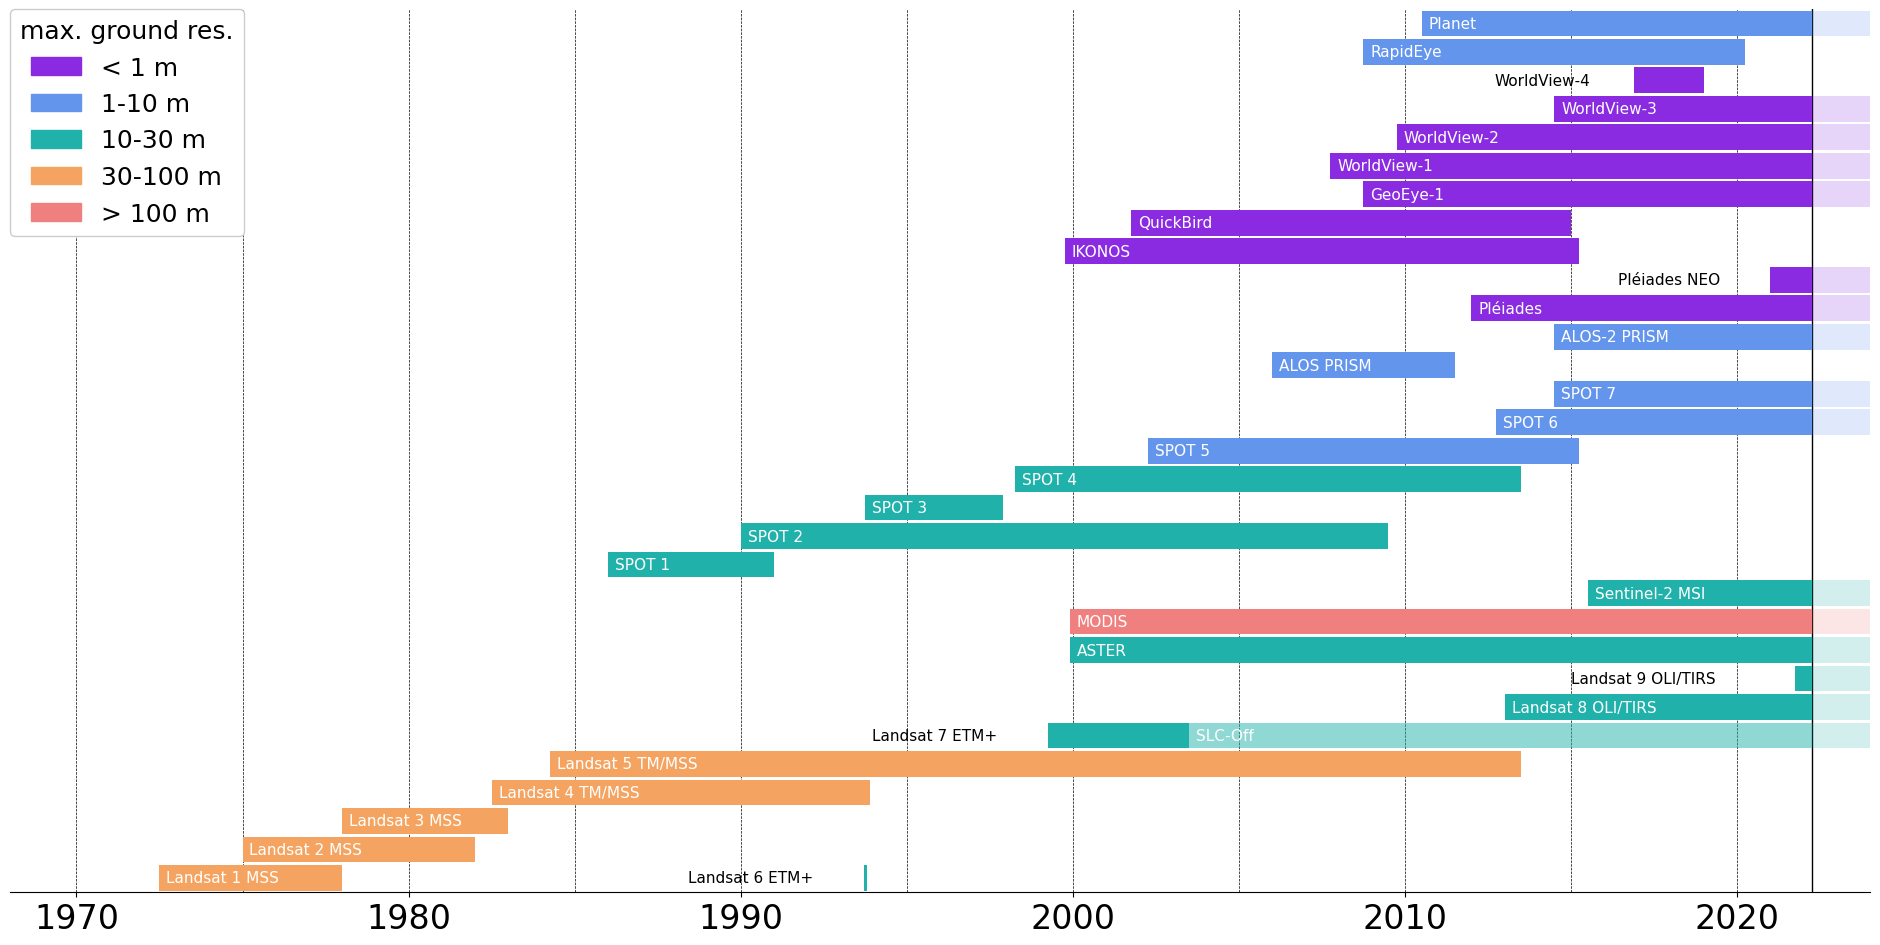 max. ground res.
< 1 m
1-10 m
10-30 m
30-100 m
> 100 m
Planet
RapidEye
WorldView-4
WorldView-3
WorldView-2
WorldView-1
GeoEye-1
QuickBird
IKONOS
Pléiades NEO
Pléiades
ALOS-2 PRISM
ALOS PRISM
SPOT 7
SPOT 6
SPOT 5
SPOT 4
SPOT 3
SPOT 2
SPOT 1
Sentinel-2 MSI
MODIS
ASTER
Landsat 9 OLI/TIRS
Landsat 8 OLI/TIRS
Landsat 7 ETM+ SLC-Off
Landsat 5 TM/MSS
Landsat 4 TM/MSS
Landsat 3 MSS
Landsat 2 MSS
Landsat 1 MSS Landsat 6 ETM+
1970 1980 1990 2000 2010 2020